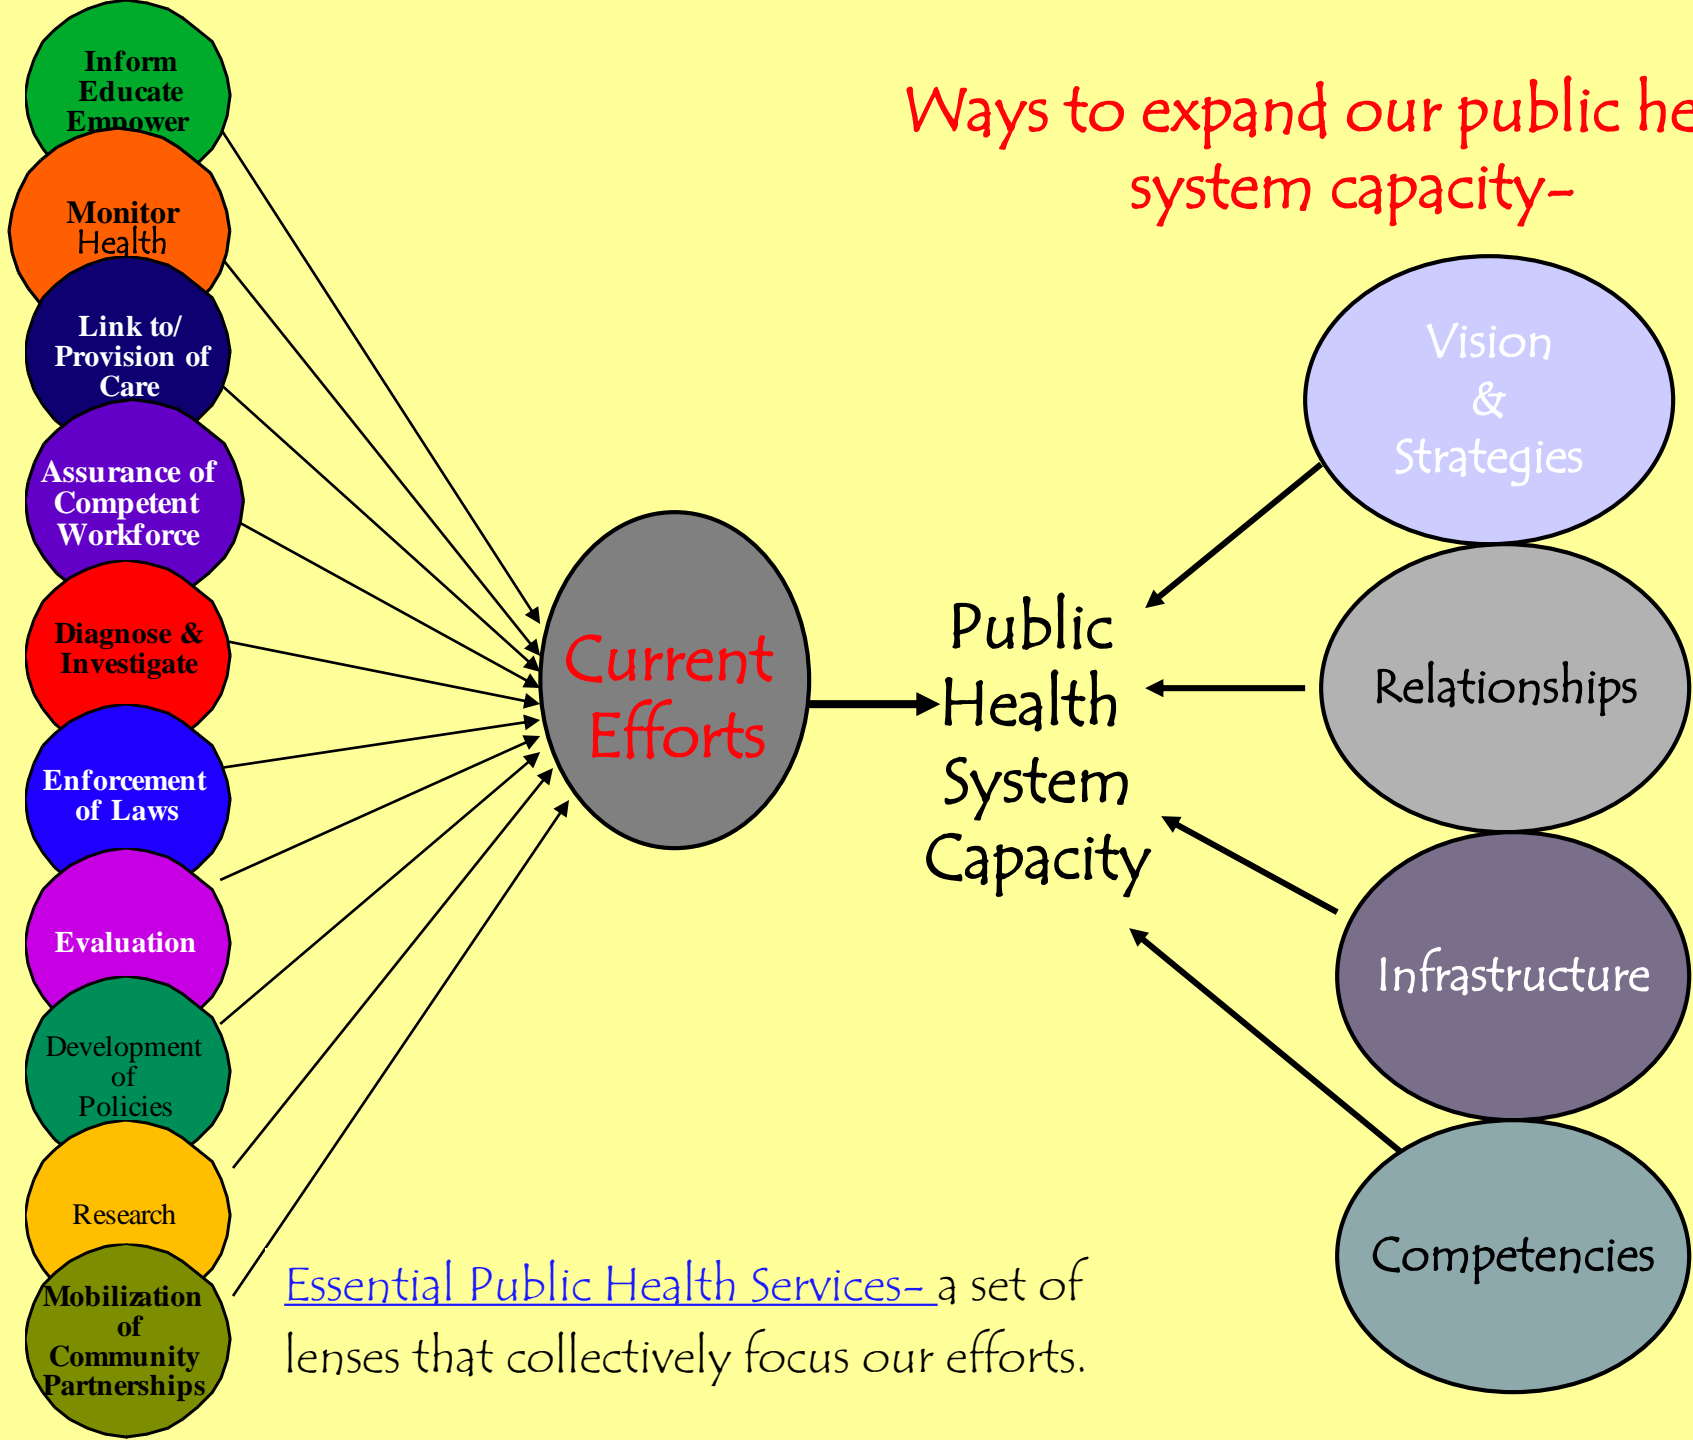 Inform
Educate
Empower
Monitor
Health
Link to/
Provision of
Care
Assurance of
Competent
Workforce
Diagnose &
Investigate
Enforcement
of Laws
Evaluation
Development
of
Policies
Research
Mobilization
of
Community
Partnerships
Current
Efforts
Ways to expand our public he
system capacity-
Public
Health
System
Capacity
Vision
&
Strategies
Relationships
Infrastructure
Competencies
Essential Public Health Services- a set of
lenses that collectively focus our efforts.